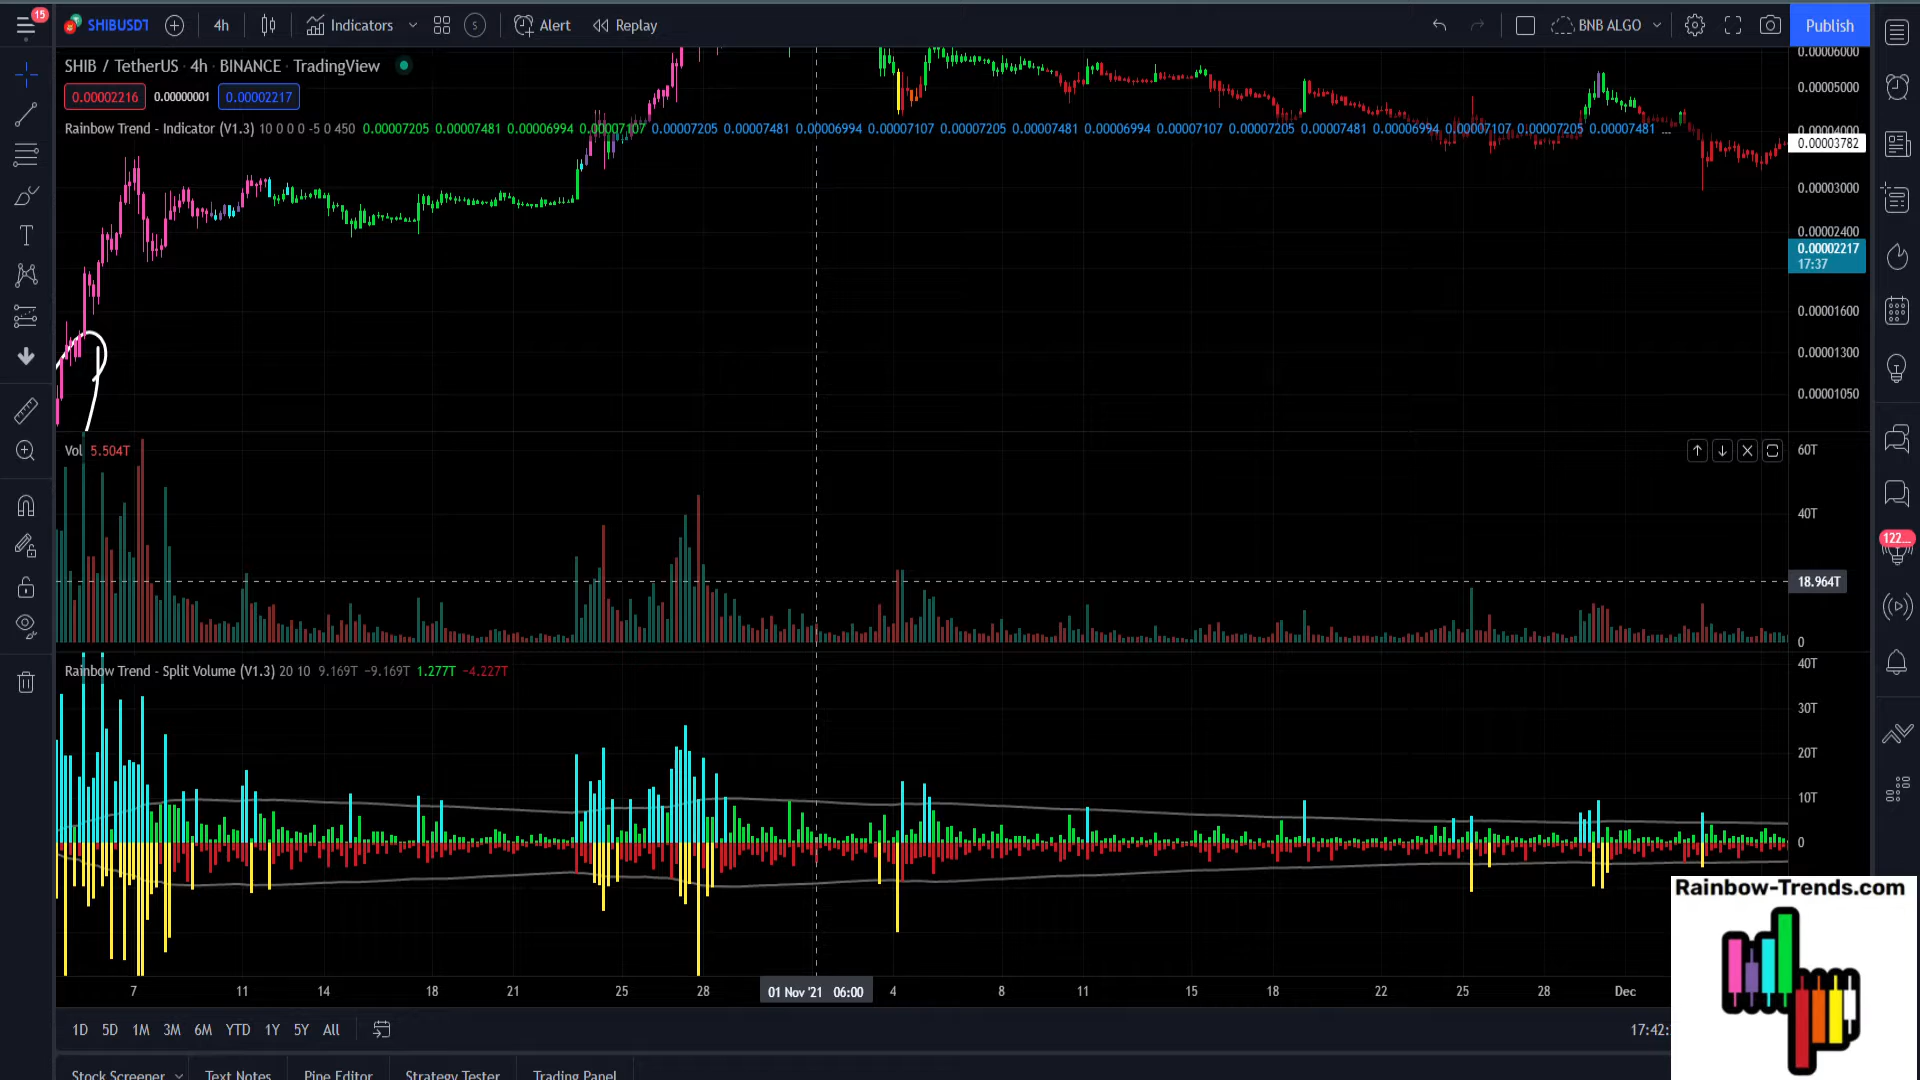 15
SHIBUSDT 4h Indicators Alert Replay BNB ALGO Publish
SHIB / TetherUS · 4h · BINANCE · TradingView
0.00002216 0.00000001 0.00002217
Rainbow Trend - Indicator (V1.3) 10 0 0 0 -5 0 450 0.00007205 0.00007481 0.00006994 0.00007107 0.00007205 0.00007481 0.00006994 0.00007107 0.00007205 0.00007481 0.00006994 0.00007107 0.00007205 0.00007481 0.00006994 0.00007107 0.00007205 0.00007481 ...
0.00006000
0.00005000
0.00004000
0.00003782
0.00003000
0.00002400
0.00002217
17:37
0.00001600
0.00001300
0.00001050
Vol 5.504T
60T
40T
122...
18.964T
0
Rainbow Trend - Split Volume (V1.3) 20 10 9.169T −9.169T 1.277T −4.227T
40T
30T
20T
10T
0
7 11 14 18 21 25 28 01 Nov '21 06:00 4 8 11 15 18 22 25 28 Dec
1D 5D 1M 3M 6M YTD 1Y 5Y All 17:42:
Stock Screener Text Notes Pine Editor Strategy Tester Trading Panel
Rainbow-Trends.com